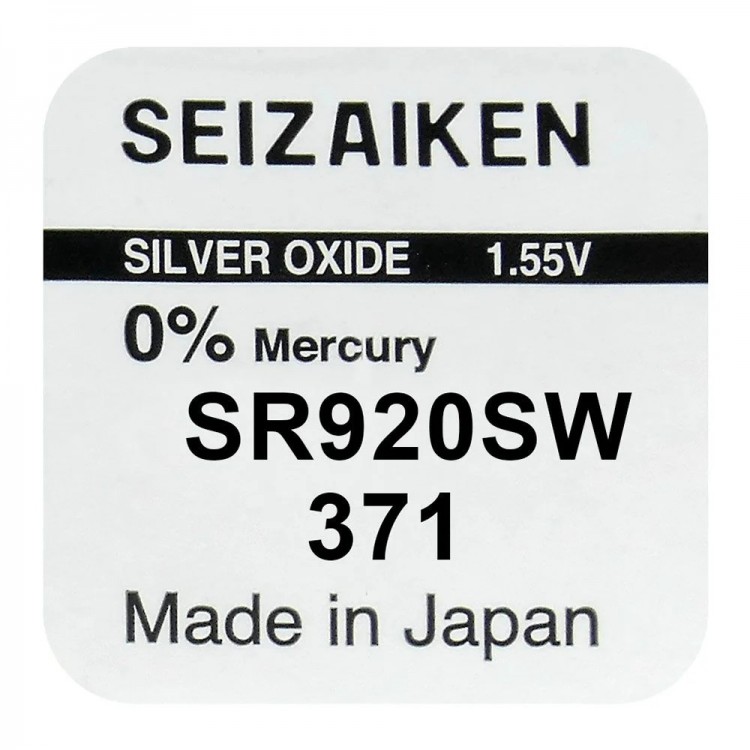 SEIZAIKEN
SILVER OXIDE 1.55V
0% Mercury
SR920SW
371
Made in Japan